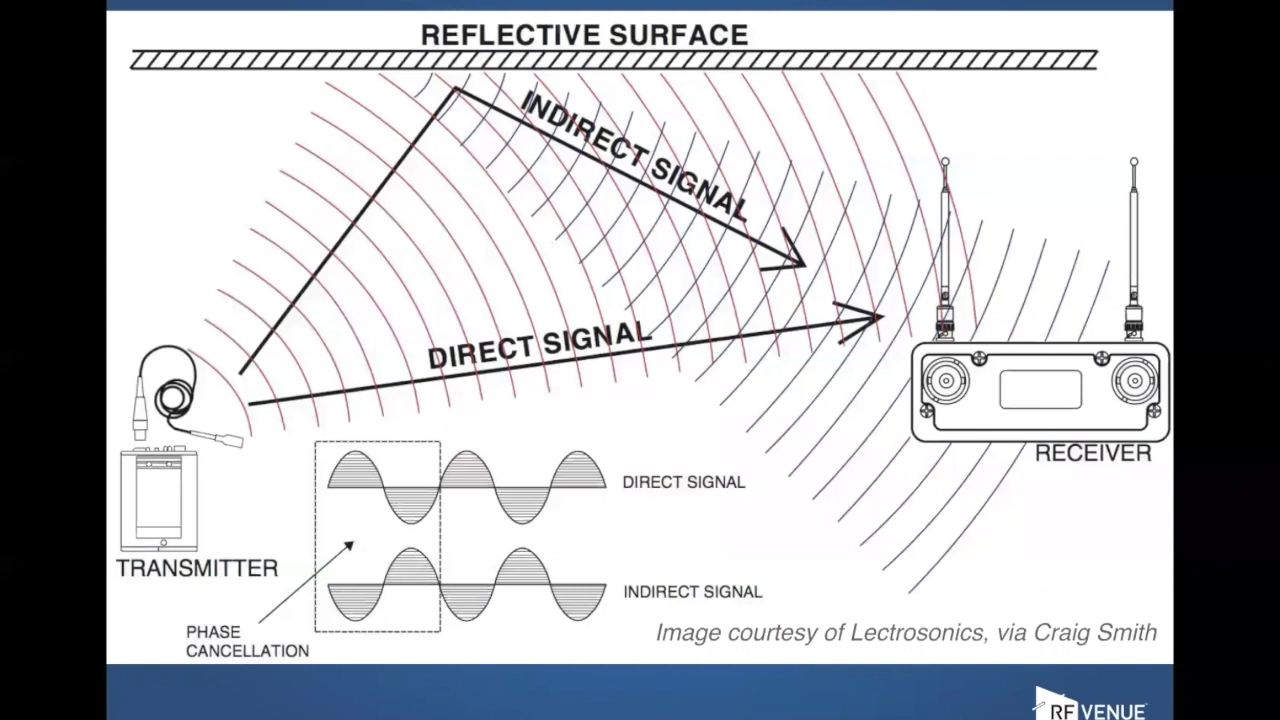 REFLECTIVE SURFACE
INDIRECT SIGNAL
DIRECT SIGNAL
RECEIVER
DIRECT SIGNAL
TRANSMITTER
INDIRECT SIGNAL
PHASE
CANCELLATION
Image courtesy of Lectrosonics, via Craig Smith
RF VENUE